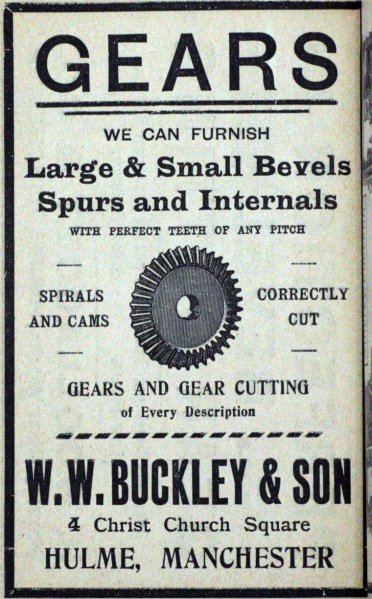 GEARS
WE CAN FURNISH
Large & Small Bevels
Spurs and Internals
WITH PERFECT TEETH OF ANY PITCH
SPIRALS
AND CAMS
CORRECTLY
CUT
GEARS AND GEAR CUTTING
of Every Description
W. W. BUCKLEY & SON
4 Christ Church Square
HULME, MANCHESTER